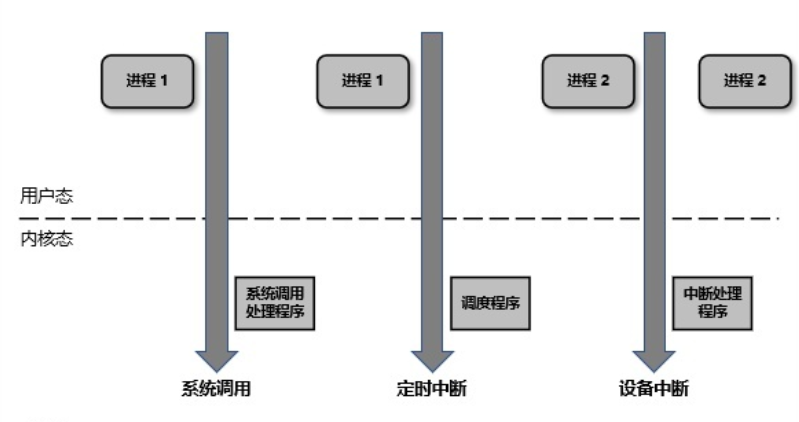 进程 1
进程 1
进程 2
进程 2
用户态
内核态
系统调用
处理程序
调度程序
中断处理
程序
系统调用
定时中断
设备中断